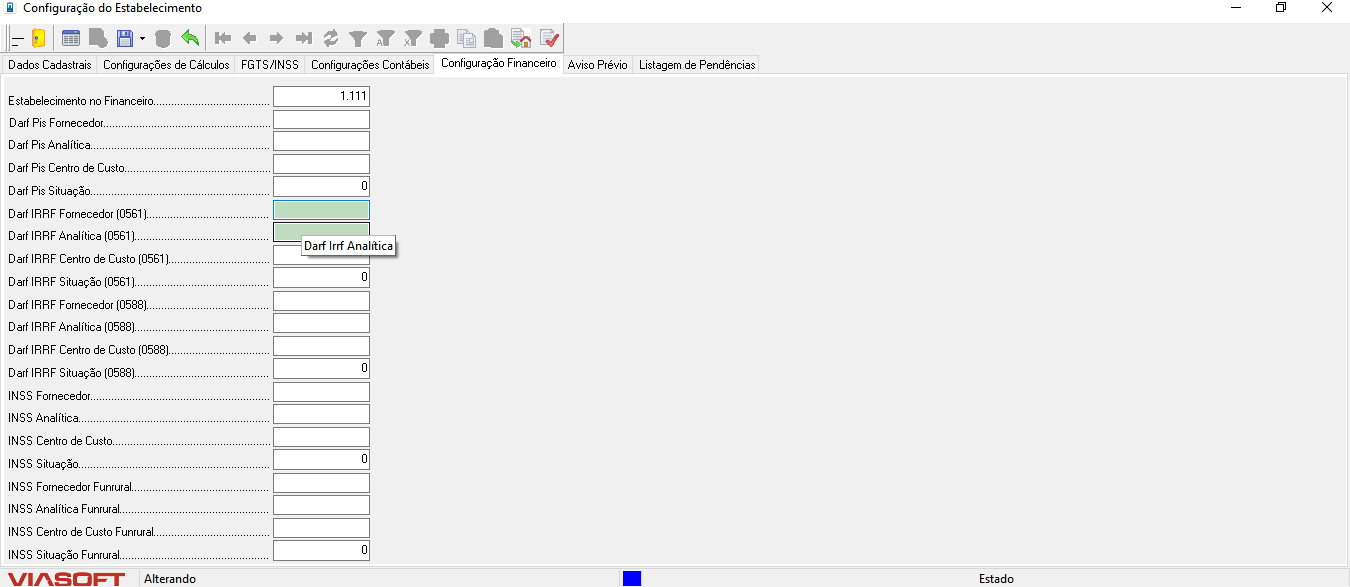 Configuração do Estabelecimento
Dados Cadastrais Configurações de Cálculos FGTS/INSS Configurações Contábeis Configuração Financeiro Aviso Prévio Listagem de Pendências
Estabelecimento no Financeiro 1.111
Darf Pis Fornecedor
Darf Pis Analítica
Darf Pis Centro de Custo
Darf Pis Situação 0
Darf IRRF Fornecedor (0561)
Darf IRRF Analítica (0561)
Darf Irrf Analítica
Darf IRRF Centro de Custo (0561)
Darf IRRF Situação (0561) 0
Darf IRRF Fornecedor (0588)
Darf IRRF Analítica (0588)
Darf IRRF Centro de Custo (0588)
Darf IRRF Situação (0588) 0
INSS Fornecedor
INSS Analítica
INSS Centro de Custo
INSS Situação 0
INSS Fornecedor Funrural
INSS Analítica Funrural
INSS Centro de Custo Funrural
INSS Situação Funrural 0
VIASOFT Alterando Estado